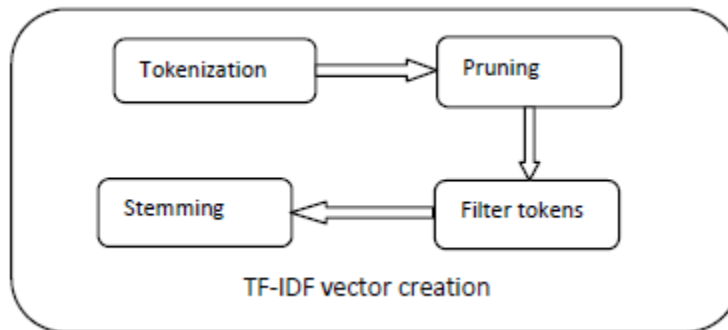 Tokenization
Pruning
Filter tokens
Stemming
TF-IDF vector creation